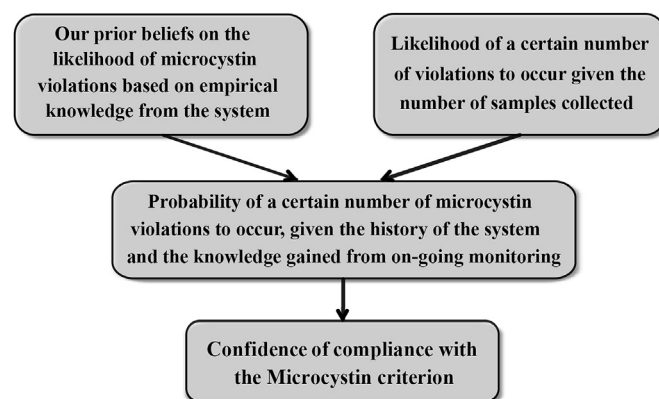 Our prior beliefs on the
likelihood of microcystin
violations based on empirical
knowledge from the system
Likelihood of a certain number
of violations to occur given the
number of samples collected
Probability of a certain number of microcystin
violations to occur, given the history of the system
and the knowledge gained from on-going monitoring
Confidence of compliance with
the Microcystin criterion